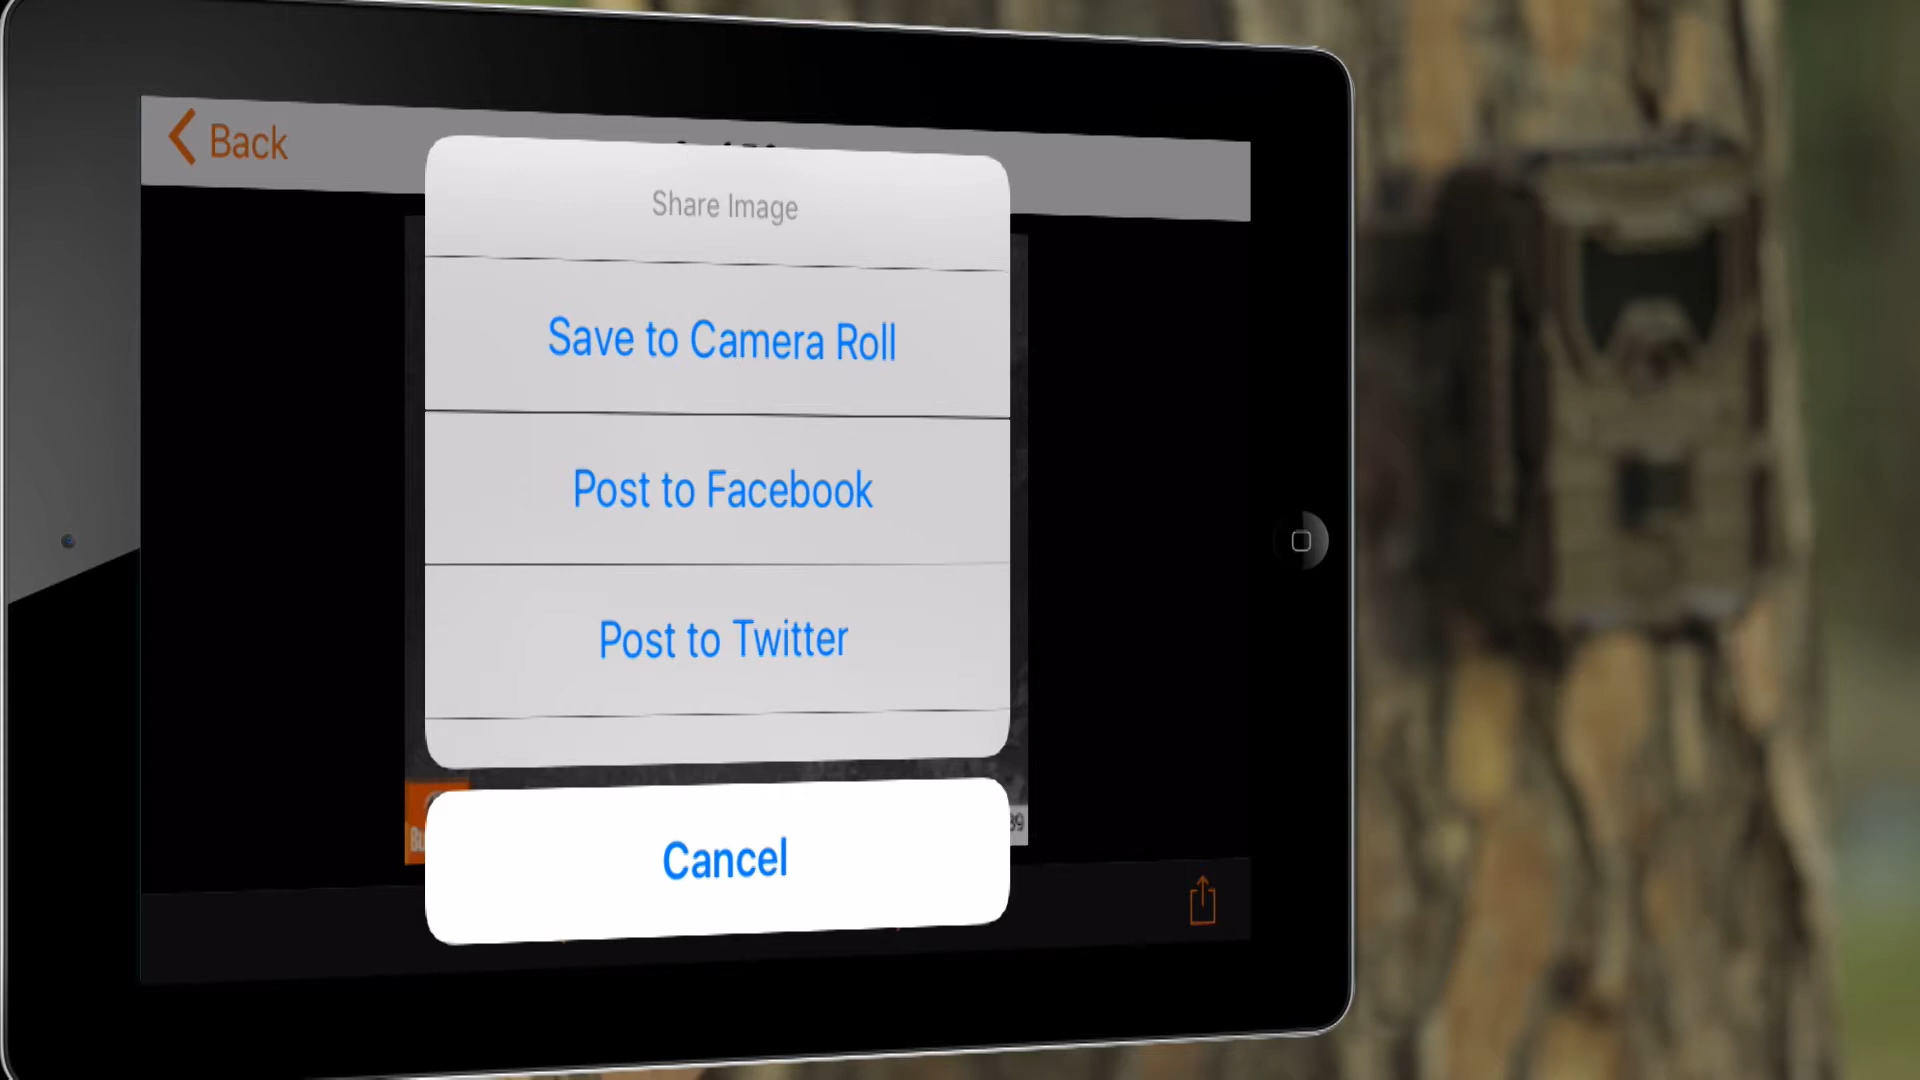 Back
Share Image
Save to Camera Roll
Post to Facebook
Post to Twitter
Cancel